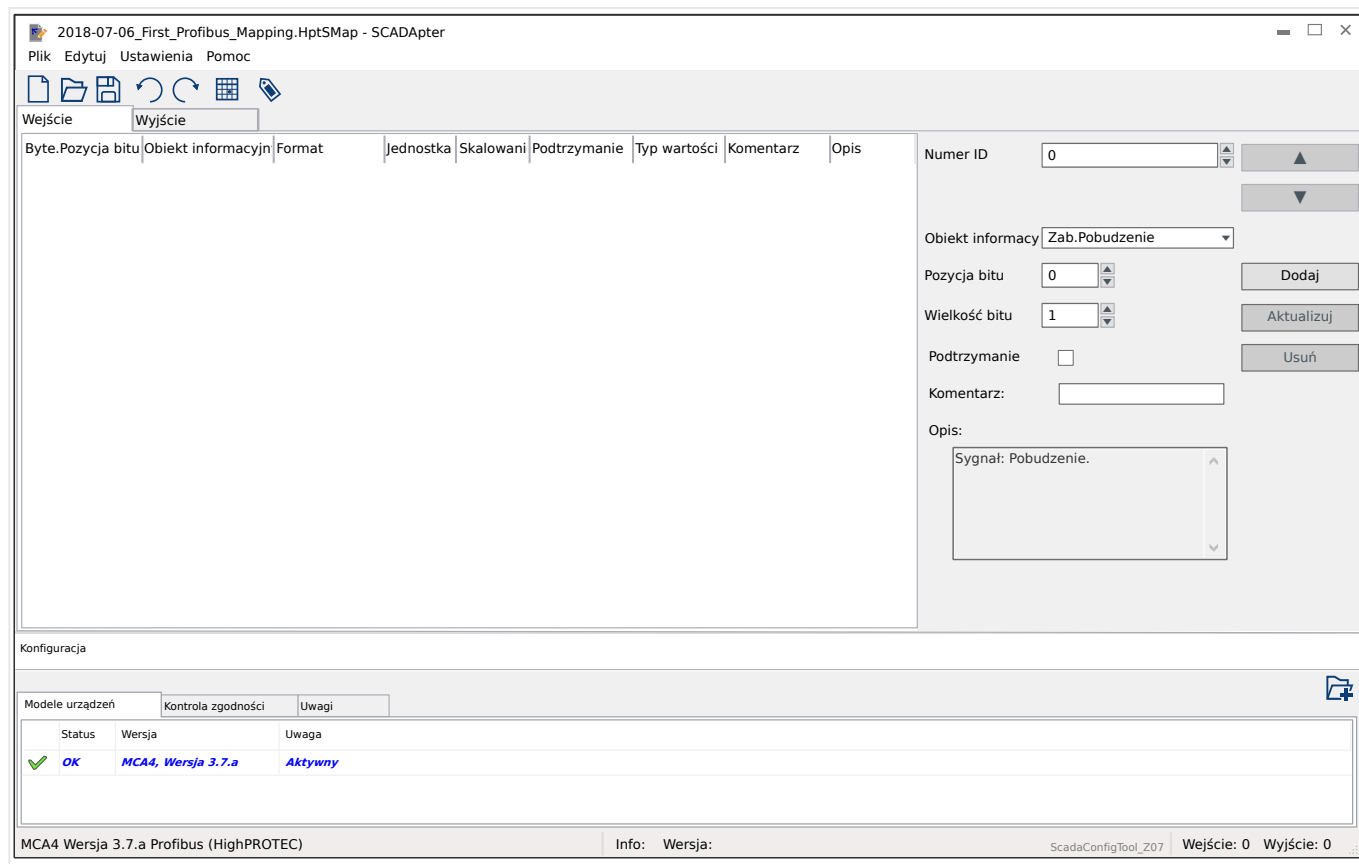 2018-07-06_First_Profibus_Mapping.HptSMap - SCADApter
Plik Edytuj Ustawienia Pomoc
Wejście Wyjście
Byte.Pozycja bitu Obiekt informacyjn Format Jednostka Skalowani Podtrzymanie Typ wartości Komentarz Opis
Numer ID 0
Obiekt informacy Zab.Pobudzenie
Pozycja bitu 0 Dodaj
Wielkość bitu 1 Aktualizuj
Podtrzymanie Usuń
Komentarz:
Opis:
Sygnał: Pobudzenie.
Konfiguracja
Modele urządzeń Kontrola zgodności Uwagi
Status Wersja Uwaga
OK MCA4, Wersja 3.7.a Aktywny
MCA4 Wersja 3.7.a Profibus (HighPROTEC) Info: Wersja: ScadaConfigTool_Z07 Wejście: 0 Wyjście: 0